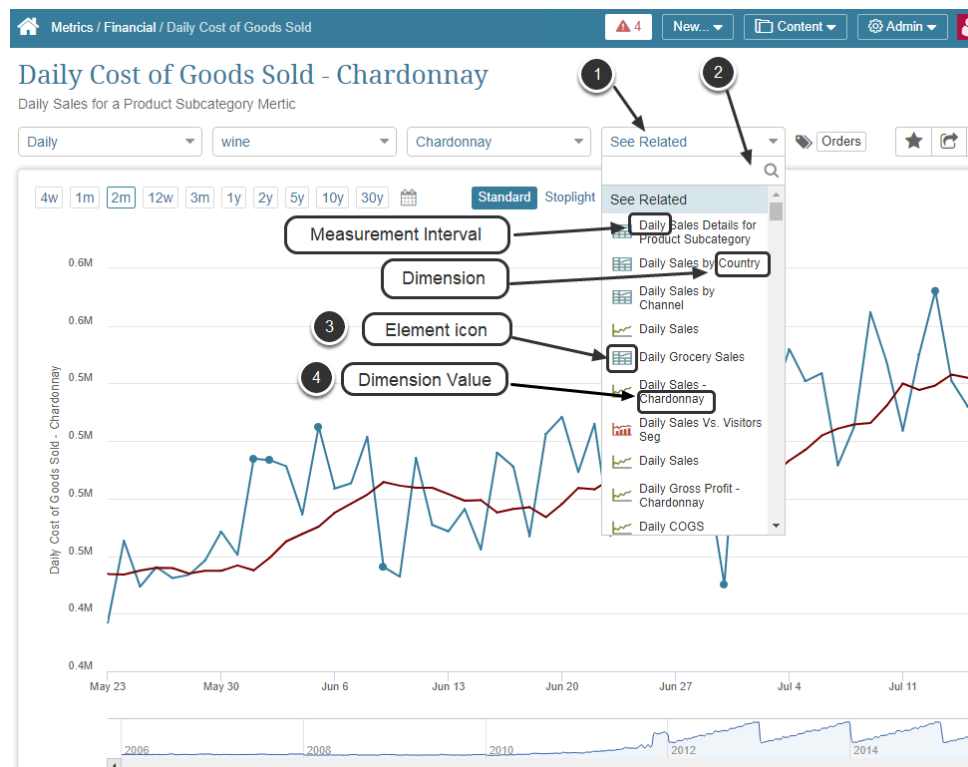 Metrics / Financial / Daily Cost of Goods Sold
4
New...
Content
Admin
Daily Cost of Goods Sold - Chardonnay
Daily Sales for a Product Subcategory Mertic
1
2
Daily
wine
Chardonnay
See Related
Orders
4w
1m
2m
12w
3m
1y
2y
5y
10y
30y
Standard
Stoplight
See Related
Daily Sales Details for
Product Subcategory
Daily Sales by Country
Daily Sales by
Channel
Daily Sales
Daily Grocery Sales
Daily Sales -
Chardonnay
Daily Sales Vs. Visitors
Seg
Daily Sales
Daily Gross Profit -
Chardonnay
Daily COGS
Measurement Interval
Dimension
3
Element icon
4
Dimension Value
Daily Cost of Goods Sold - Chardonnay
0.6M
0.6M
0.5M
0.5M
0.5M
0.5M
0.4M
0.4M
May 23
May 30
Jun 6
Jun 13
Jun 20
Jun 27
Jul 4
Jul 11
2006
2008
2010
2012
2014